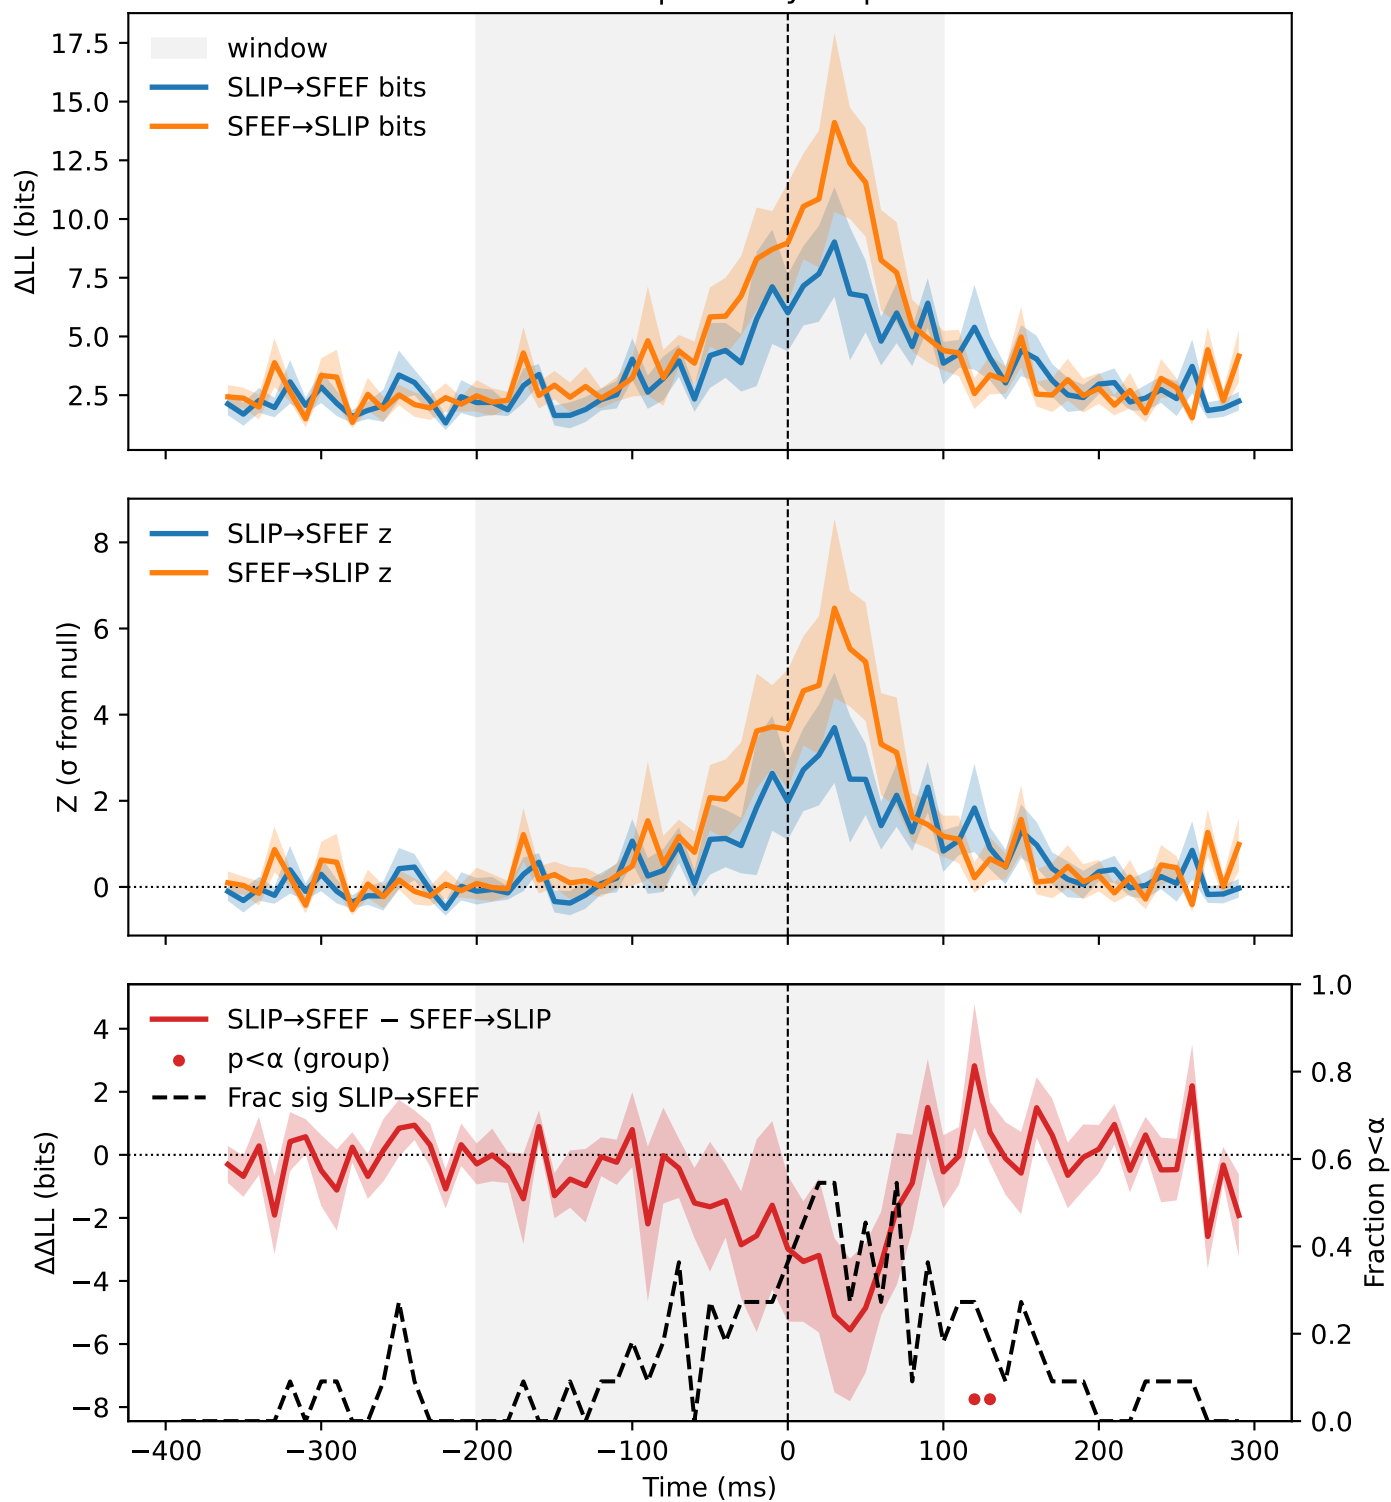 17.5
15.0
12.5
10.0
7.5
5.0
2.5
ΔLL (bits)
window
SLIP→SFEF bits
SFEF→SLIP bits
8
6
4
2
0
Z (σ from null)
SLIP→SFEF z
SFEF→SLIP z
4
2
0
−2
−4
−6
−8
ΔΔLL (bits)
SLIP→SFEF − SFEF→SLIP
p<α (group)
Frac sig SLIP→SFEF
1.0
0.8
0.6
0.4
0.2
0.0
Fraction p<α
−400 −300 −200 −100 0 100 200 300
Time (ms)